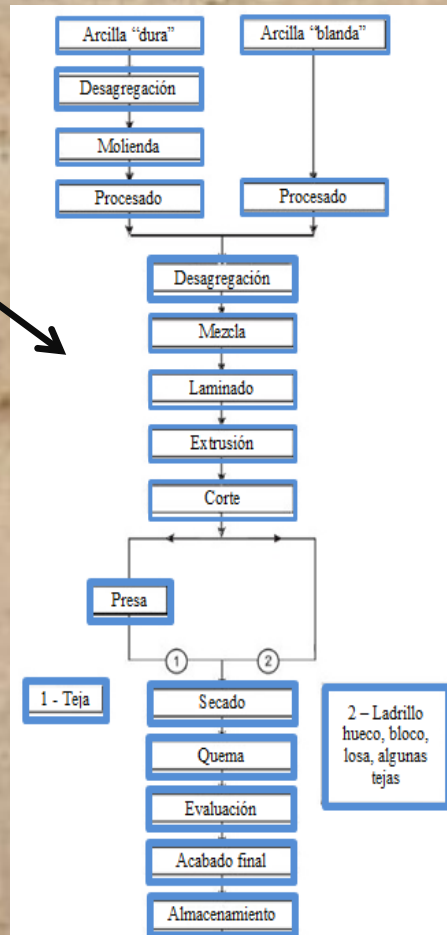 Arcilla “dura”
Arcilla “blanda”
Desagregación
Molienda
Procesado
Procesado
Desagregación
Mezcla
Laminado
Extrusión
Corte
Presa
1
2
1 - Teja
Secado
2 – Ladrillo
hueco, bloco,
losa, algunas
tejas
Quema
Evaluación
Acabado final
Almacenamiento